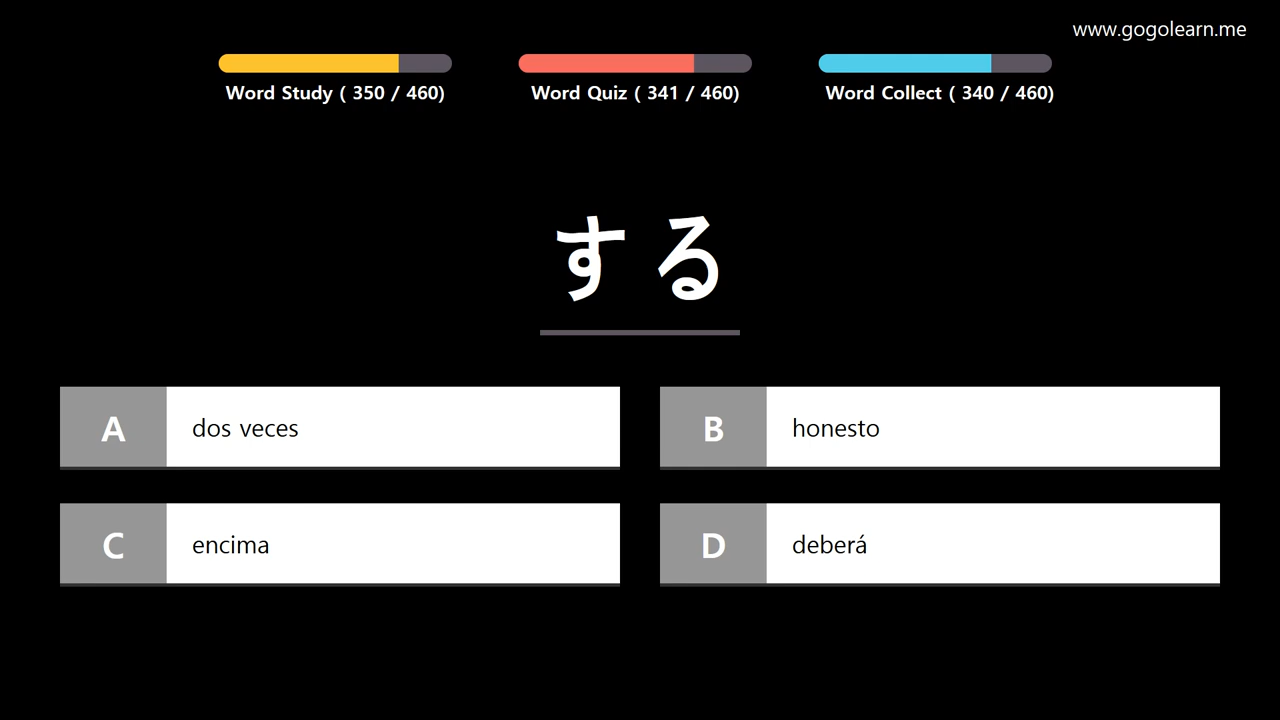 www.gogolearn.me
Word Study ( 350 / 460)
Word Quiz ( 341 / 460)
Word Collect ( 340 / 460)
する
A dos veces
B honesto
C encima
D deberá